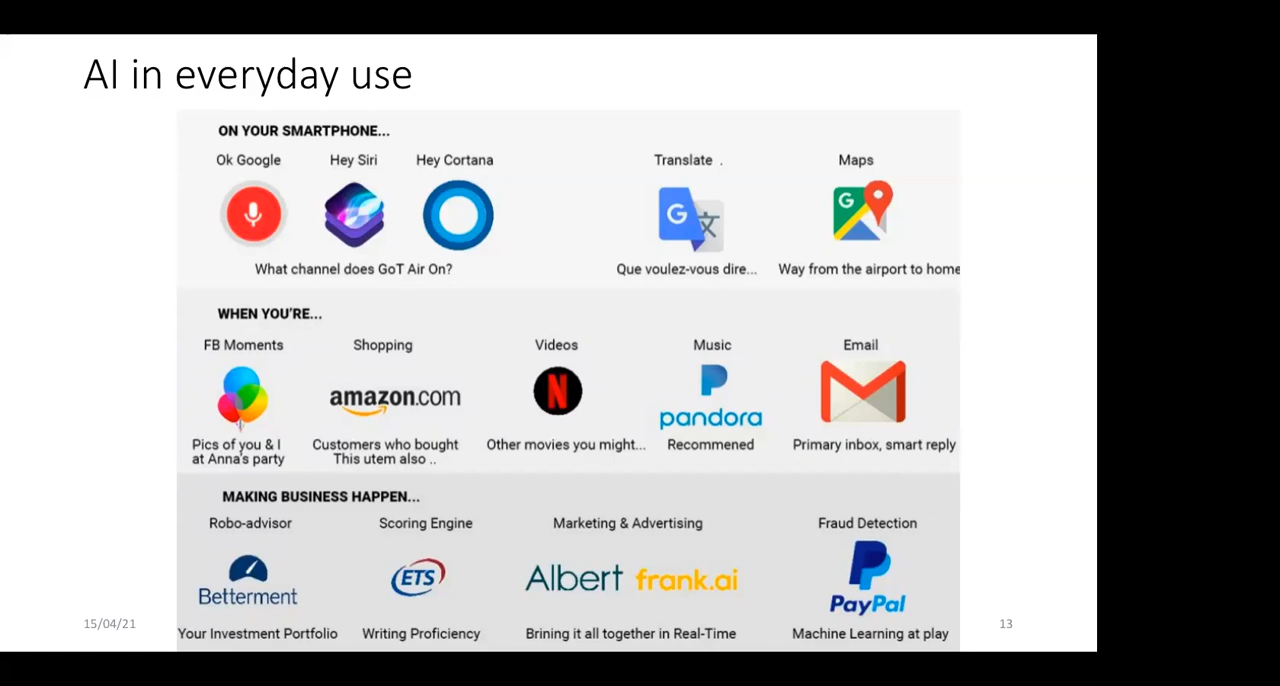 AI in everyday use
ON YOUR SMARTPHONE...
Ok Google Hey Siri Hey Cortana Translate . Maps
G 文 G
What channel does GoT Air On? Que voulez-vous dire... Way from the airport to home
WHEN YOU'RE...
FB Moments Shopping Videos Music Email
amazon.com N pandora
Pics of you & I Customers who bought Other movies you might... Recommened Primary inbox, smart reply
at Anna's party This utem also ..
MAKING BUSINESS HAPPEN...
Robo-advisor Scoring Engine Marketing & Advertising Fraud Detection
Betterment ETS Albert frank.ai PayPal
15/04/21 13
Your Investment Portfolio Writing Proficiency Brining it all together in Real-Time Machine Learning at play